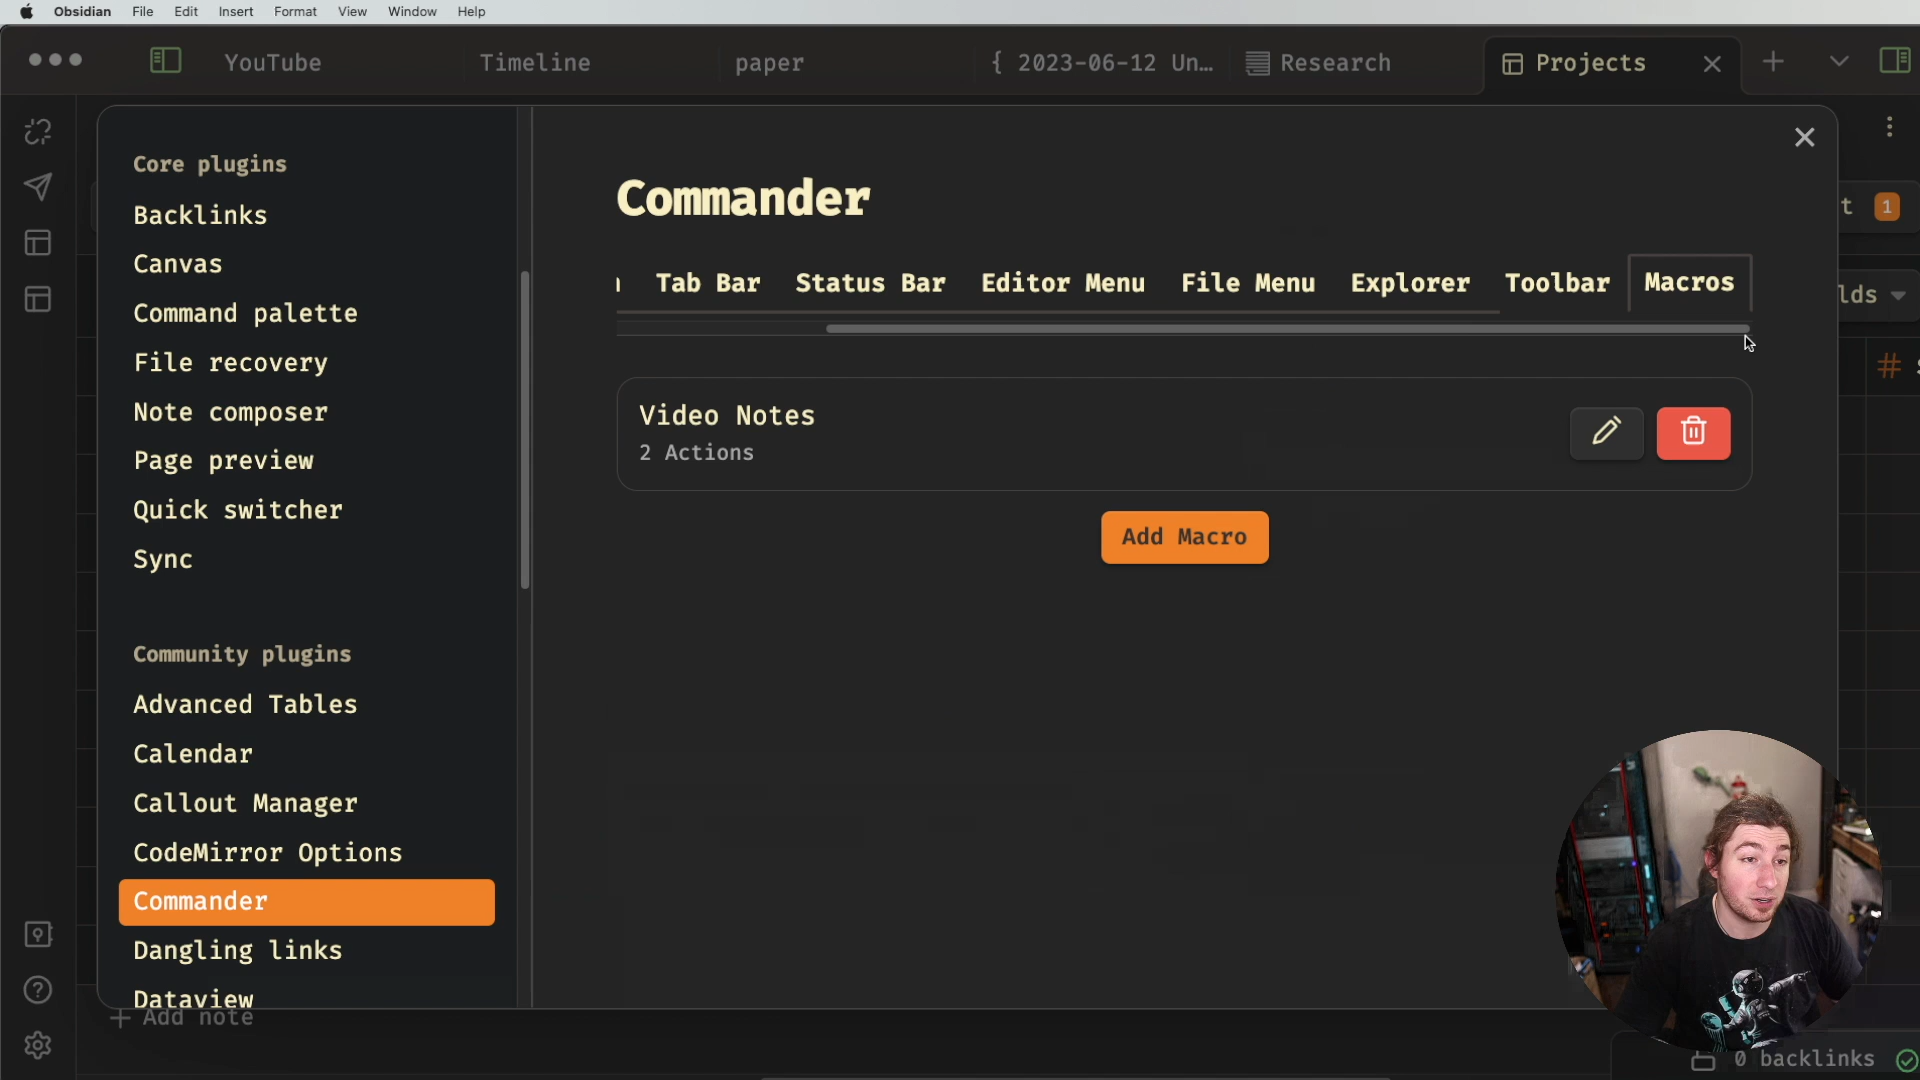 Obsidian File Edit Insert Format View Window Help
YouTube Timeline paper { 2023-06-12 Un... Research Projects
Core plugins
Backlinks
Canvas
Command palette
File recovery
Note composer
Page preview
Quick switcher
Sync
Community plugins
Advanced Tables
Calendar
Callout Manager
CodeMirror Options
Commander
Dangling links
Dataview
+ Add note
Commander
Tab Bar Status Bar Editor Menu File Menu Explorer Toolbar Macros
Video Notes
2 Actions
Add Macro
t 1
lds
#
0 backlinks